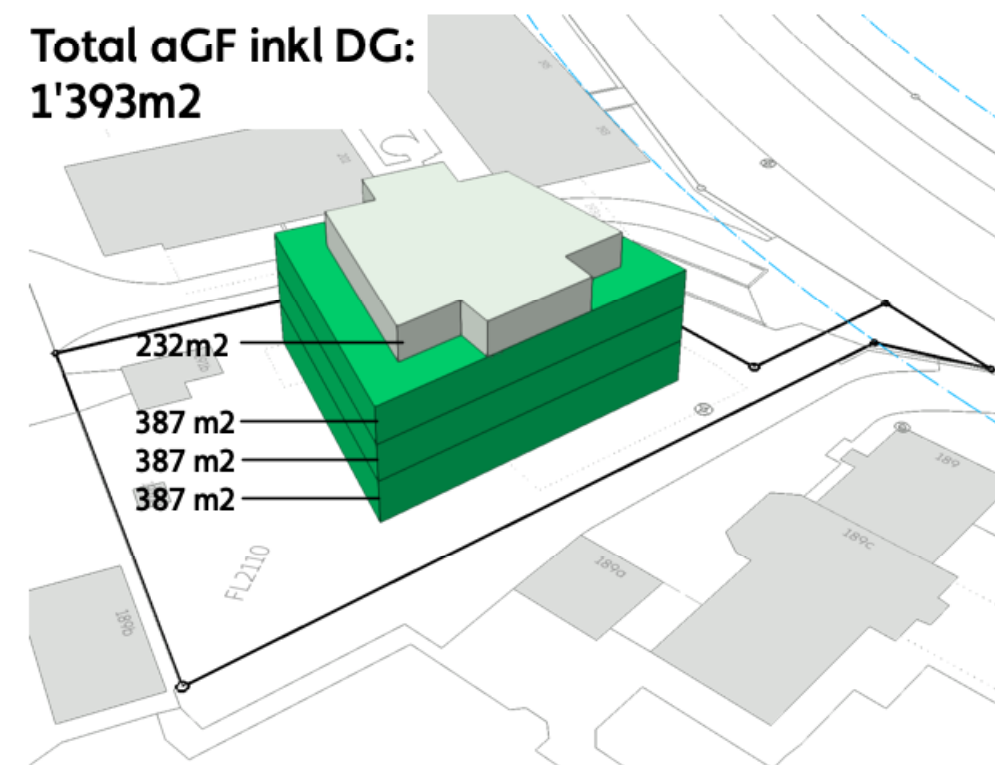 Total aGF inkl DG:
1'393m2
232m2
387 m2
387 m2
387 m2
FL2110
189b
189a
189c
189